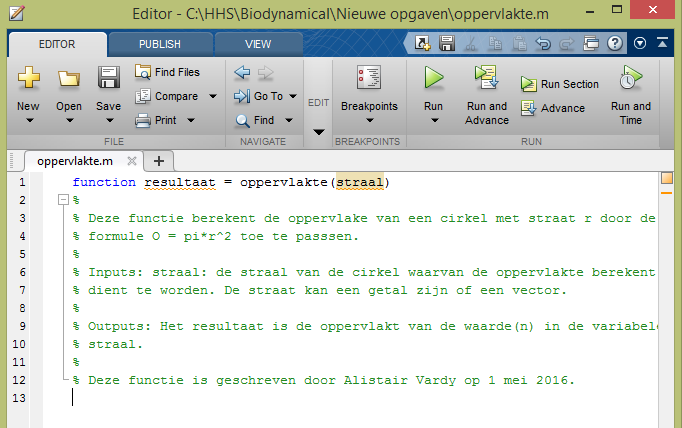 Editor - C:\HHS\Biodynamical\Nieuwe opgaven\oppervlakte.m
EDITOR PUBLISH VIEW
New Open Save Find Files Compare Print
Go To Find
EDIT
Breakpoints
Run Run and Advance Run Section Advance Run and Time
FILE NAVIGATE BREAKPOINTS RUN
oppervlakte.m
1 function resultaat = oppervlakte(straal)
2 %
3 % Deze functie berekent de oppervlake van een cirkel met straat r door de
4 % formule O = pi*r^2 toe te passsen.
5 %
6 % Inputs: straal: de straal van de cirkel waarvan de oppervlakte berekent
7 % dient te worden. De straat kan een getal zijn of een vector.
8 %
9 % Outputs: Het resultaat is de oppervlakt van de waarde(n) in de variabele
10 % straal.
11 %
12 % Deze functie is geschreven door Alistair Vardy op 1 mei 2016.
13